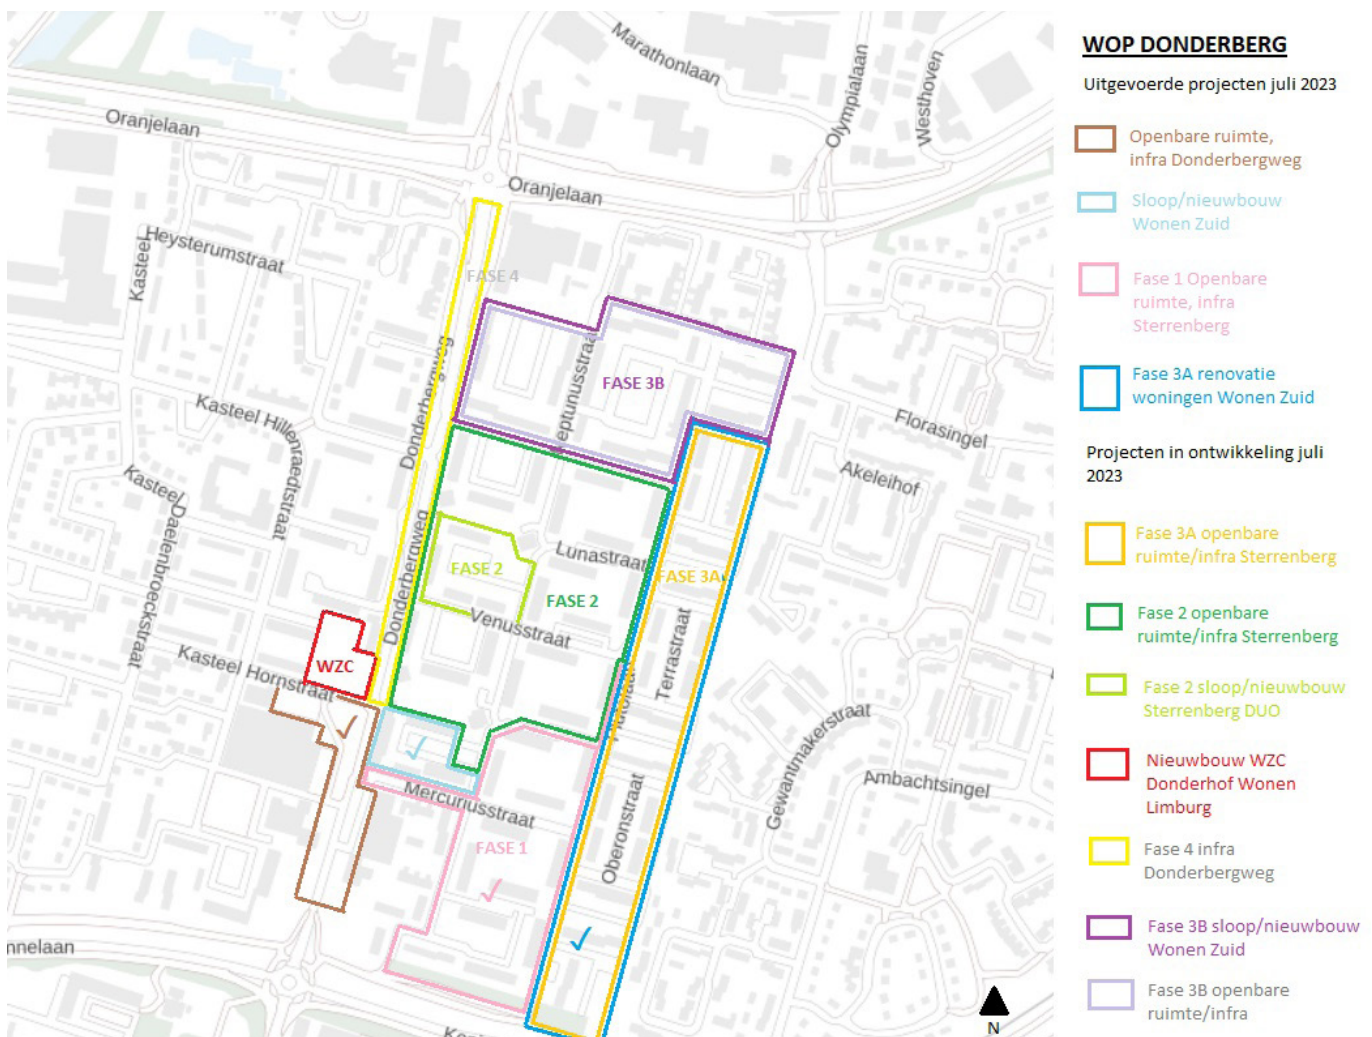 Marathonlaan
Olympialaan
Westhoven
Oranjelaan
Oranjelaan
Kasteel
Heysterumstraat
FASE 4
Donderbergweg
FASE 3B
Kasteel Hillenraedtstraat
Florasingel
Akeleihof
Kasteel
Daelenbroeckstraat
Donderbergweg
FASE 2
Lunastraat
FASE 3A
FASE 2
Venusstraat
WZC
Kasteel Hornstraat
Terrastraat
Gewantmakerstraat
Ambachtsingel
Mercuriusstraat
Oberonstraat
FASE 1
nnelaan
N
WOP DONDERBERG
Uitgevoerde projecten juli 2023
Openbare ruimte,
infra Donderbergweg
Sloop/nieuwbouw
Wonen Zuid
Fase 1 Openbare
ruimte, infra
Sterrenberg
Fase 3A renovatie
woningen Wonen Zuid
Projecten in ontwikkeling juli
2023
Fase 3A openbare
ruimte/infra Sterrenberg
Fase 2 openbare
ruimte/infra Sterrenberg
Fase 2 sloop/nieuwbouw
Sterrenberg DUO
Nieuwbouw WZC
Donderhof Wonen
Limburg
Fase 4 infra
Donderbergweg
Fase 3B sloop/nieuwbouw
Wonen Zuid
Fase 3B openbare
ruimte/infra